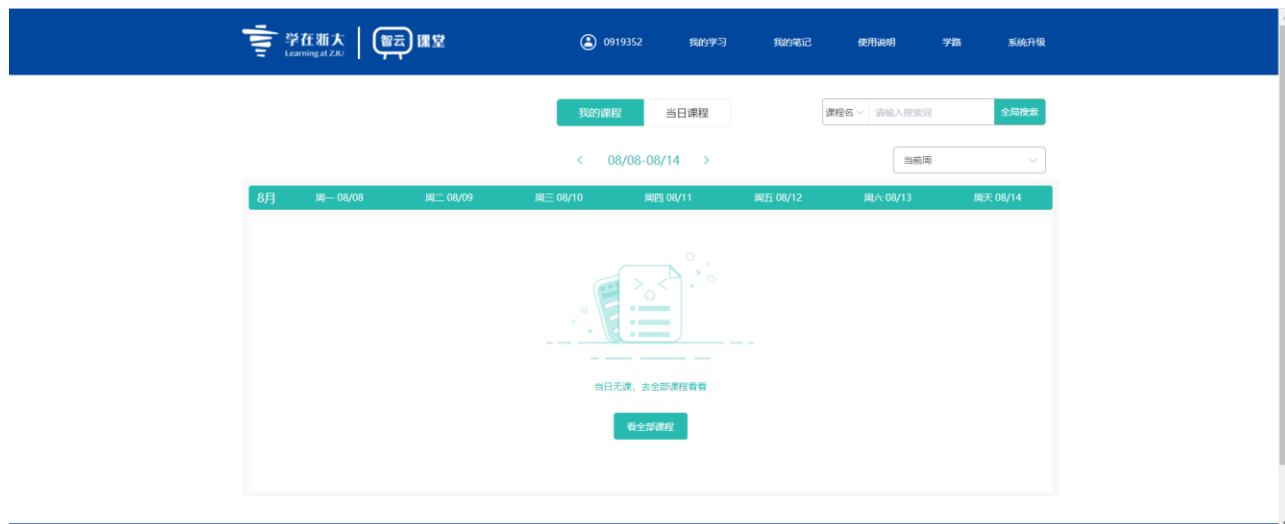 学在浙大 智云 课堂 0919352 我的学习 我的笔记 使用说明 学路 系统升级
Learning at ZJU
我的课程 当日课程 课程名 请输入搜索词 全局搜索
< 08/08-08/14 > 当前周
8月 周一 08/08 周二 08/09 周三 08/10 周四 08/11 周五 08/12 周六 08/13 周天 08/14
当日无课，去全部课程看看
看全部课程